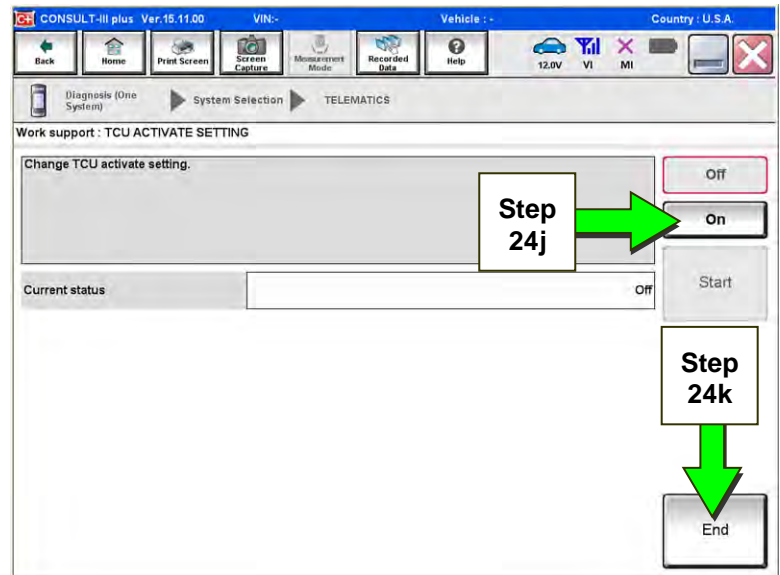 C+ CONSULT-III plus Ver.15.11.00 VIN:- Vehicle : - Country : U.S.A.
Back Home Print Screen Screen Capture Measurement Mode Recorded Data Help 12.0V VI MI
Diagnosis (One System) System Selection TELEMATICS
Work support : TCU ACTIVATE SETTING
Change TCU activate setting.
Off
Step
24j
On
Current status Off
Start
Step
24k
End